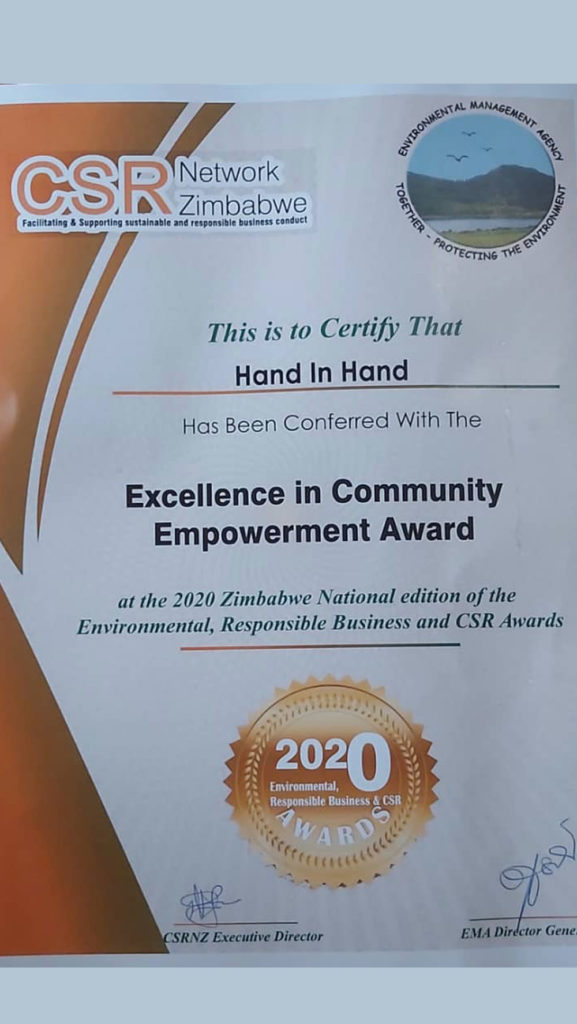 CSR Network
Zimbabwe
Facilitating & Supporting sustainable and responsible business conduct
ENVIRONMENTAL MANAGEMENT AGENCY
TOGETHER - PROTECTING THE ENVIRONMENT
This is to Certify That
Hand In Hand
Has Been Conferred With The
Excellence in Community
Empowerment Award
at the 2020 Zimbabwe National edition of the
Environmental, Responsible Business and CSR Awards
2020
Environmental,
Responsible Business & CSR
AWARDS
CSRNZ Executive Director
EMA Director Gene